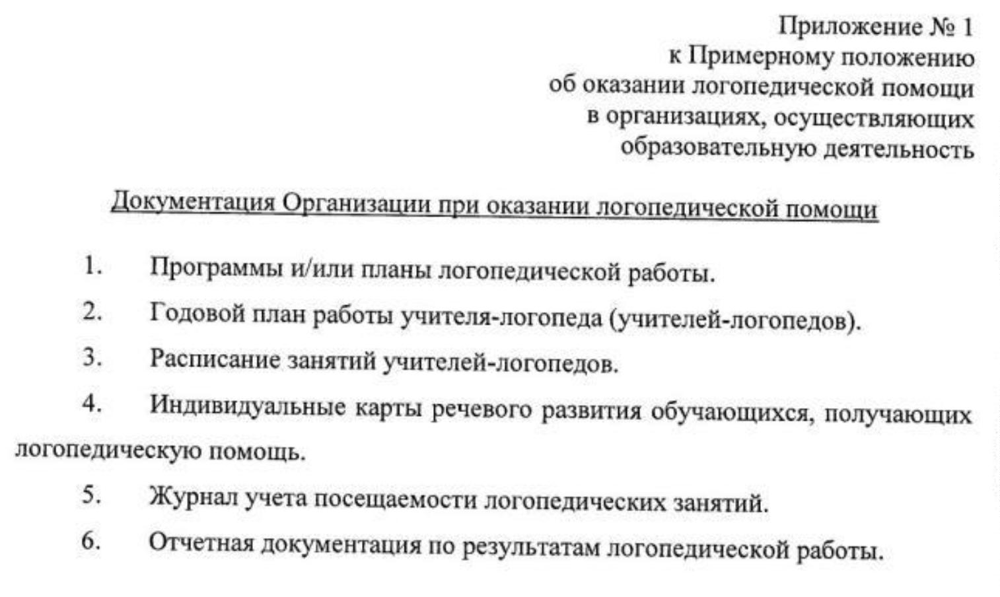 Приложение № 1
к Примерному положению
об оказании логопедической помощи
в организациях, осуществляющих
образовательную деятельность
Документация Организации при оказании логопедической помощи
1. Программы и/или планы логопедической работы.
2. Годовой план работы учителя-логопеда (учителей-логопедов).
3. Расписание занятий учителей-логопедов.
4. Индивидуальные карты речевого развития обучающихся, получающих
логопедическую помощь.
5. Журнал учета посещаемости логопедических занятий.
6. Отчетная документация по результатам логопедической работы.